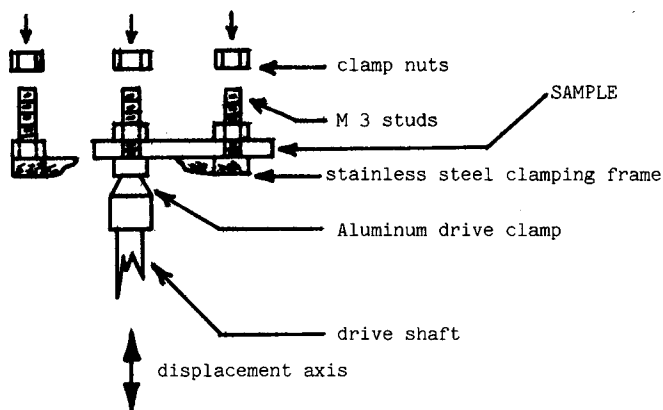 clamp nuts
SAMPLE
M 3 studs
stainless steel clamping frame
Aluminum drive clamp
drive shaft
displacement axis